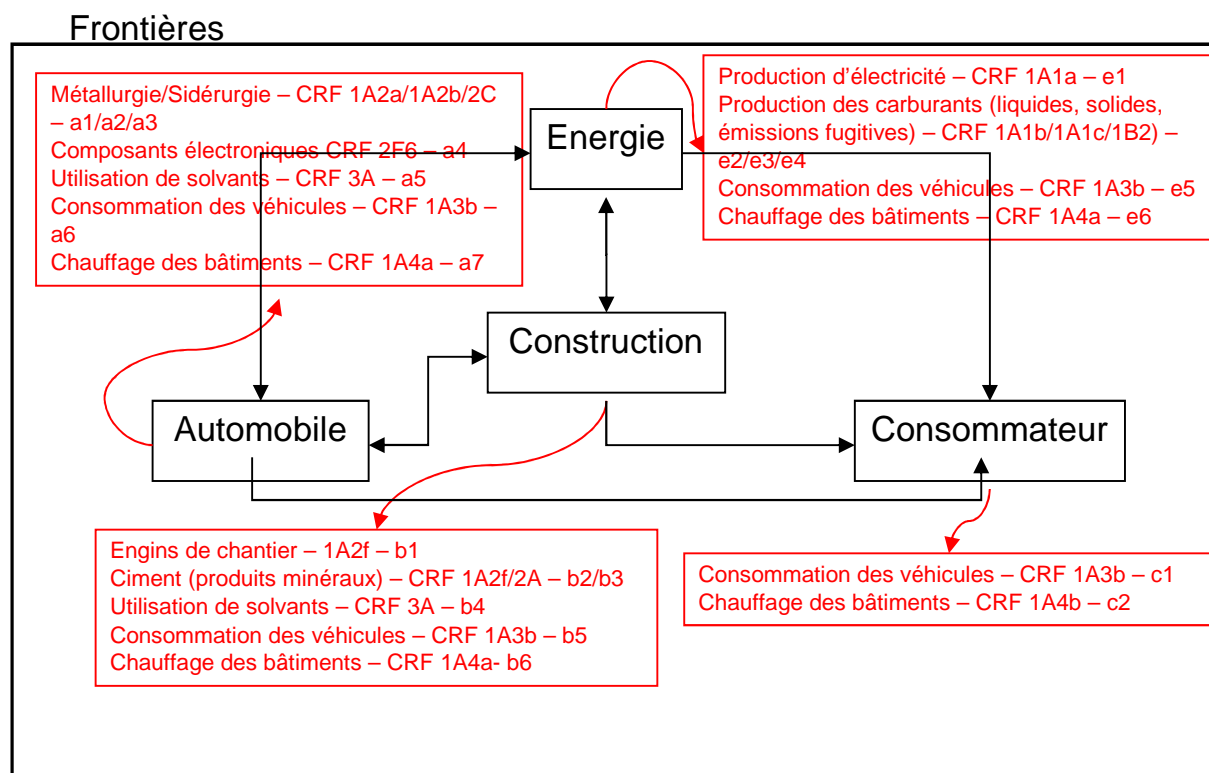 Frontières
Métallurgie/Sidérurgie – CRF 1A2a/1A2b/2C
– a1/a2/a3
Composants électroniques CRF 2F6 – a4
Utilisation de solvants – CRF 3A – a5
Consommation des véhicules – CRF 1A3b –
a6
Chauffage des bâtiments – CRF 1A4a – a7
Energie
Production d’électricité – CRF 1A1a – e1
Production des carburants (liquides, solides,
émissions fugitives) – CRF 1A1b/1A1c/1B2) –
e2/e3/e4
Consommation des véhicules – CRF 1A3b – e5
Chauffage des bâtiments – CRF 1A4a – e6
Construction
Automobile
Consommateur
Engins de chantier – 1A2f – b1
Ciment (produits minéraux) – CRF 1A2f/2A – b2/b3
Utilisation de solvants – CRF 3A – b4
Consommation des véhicules – CRF 1A3b – b5
Chauffage des bâtiments – CRF 1A4a- b6
Consommation des véhicules – CRF 1A3b – c1
Chauffage des bâtiments – CRF 1A4b – c2